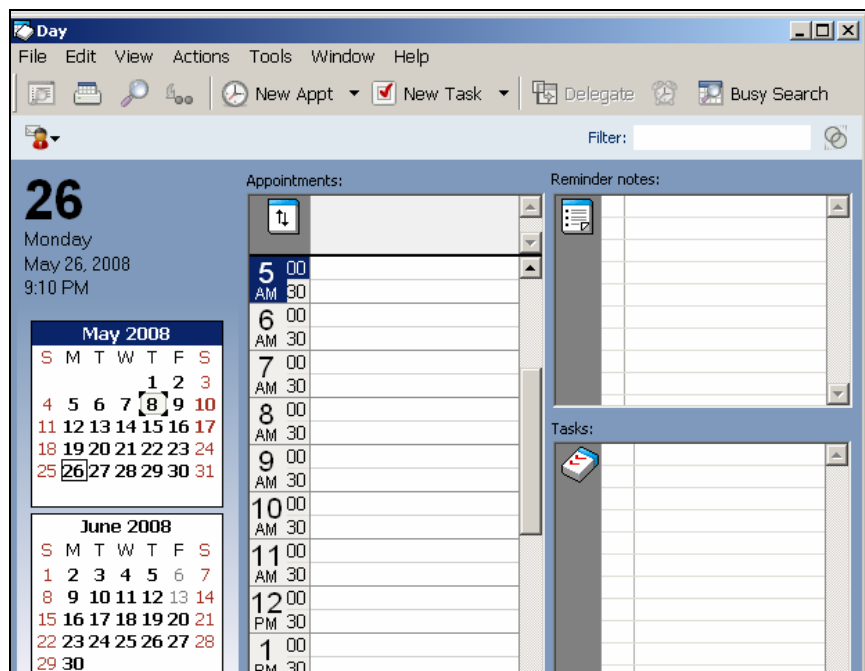 Day
File Edit View Actions Tools Window Help
New Appt New Task Delegate Busy Search
Filter:
26
Monday
May 26, 2008
9:10 PM
May 2008
S M T W T F S
1 2 3
4 5 6 7 8 9 10
11 12 13 14 15 16 17
18 19 20 21 22 23 24
25 26 27 28 29 30 31
June 2008
S M T W T F S
1 2 3 4 5 6 7
8 9 10 11 12 13 14
15 16 17 18 19 20 21
22 23 24 25 26 27 28
29 30
Appointments:
5 00
AM 30
6 00
AM 30
7 00
AM 30
8 00
AM 30
9 00
AM 30
10 00
AM 30
11 00
AM 30
12 00
PM 30
1 00
PM 30
Reminder notes:
Tasks: